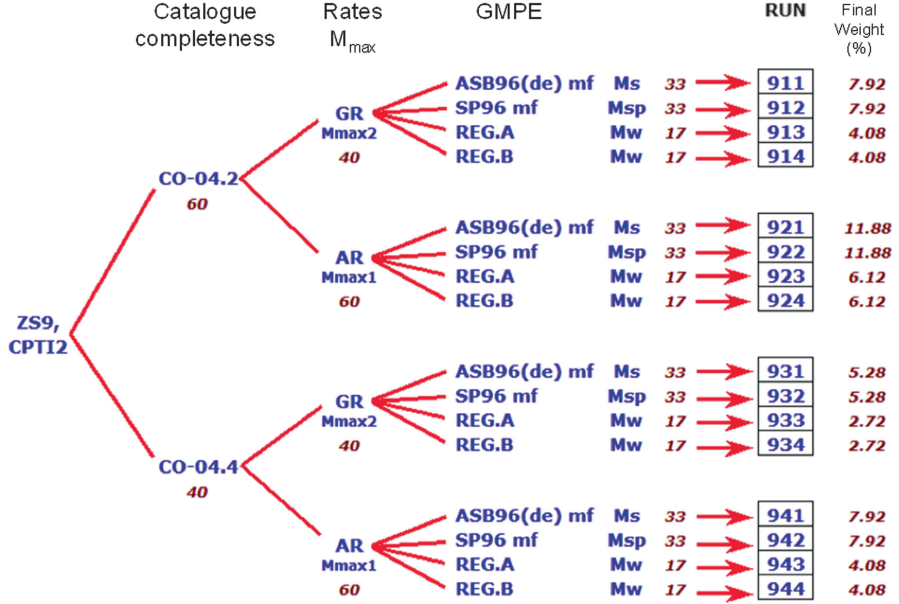 Catalogue completeness
Rates Mmax
GMPE
RUN
Final Weight (%)
ZS9, CPTI2
CO-04.2
60
GR
Mmax2
40
ASB96(de) mf Ms 33 911 7.92
SP96 mf Msp 33 912 7.92
REG.A Mw 17 913 4.08
REG.B Mw 17 914 4.08
AR
Mmax1
60
ASB96(de) mf Ms 33 921 11.88
SP96 mf Msp 33 922 11.88
REG.A Mw 17 923 6.12
REG.B Mw 17 924 6.12
CO-04.4
40
GR
Mmax2
40
ASB96(de) mf Ms 33 931 5.28
SP96 mf Msp 33 932 5.28
REG.A Mw 17 933 2.72
REG.B Mw 17 934 2.72
AR
Mmax1
60
ASB96(de) mf Ms 33 941 7.92
SP96 mf Msp 33 942 7.92
REG.A Mw 17 943 4.08
REG.B Mw 17 944 4.08